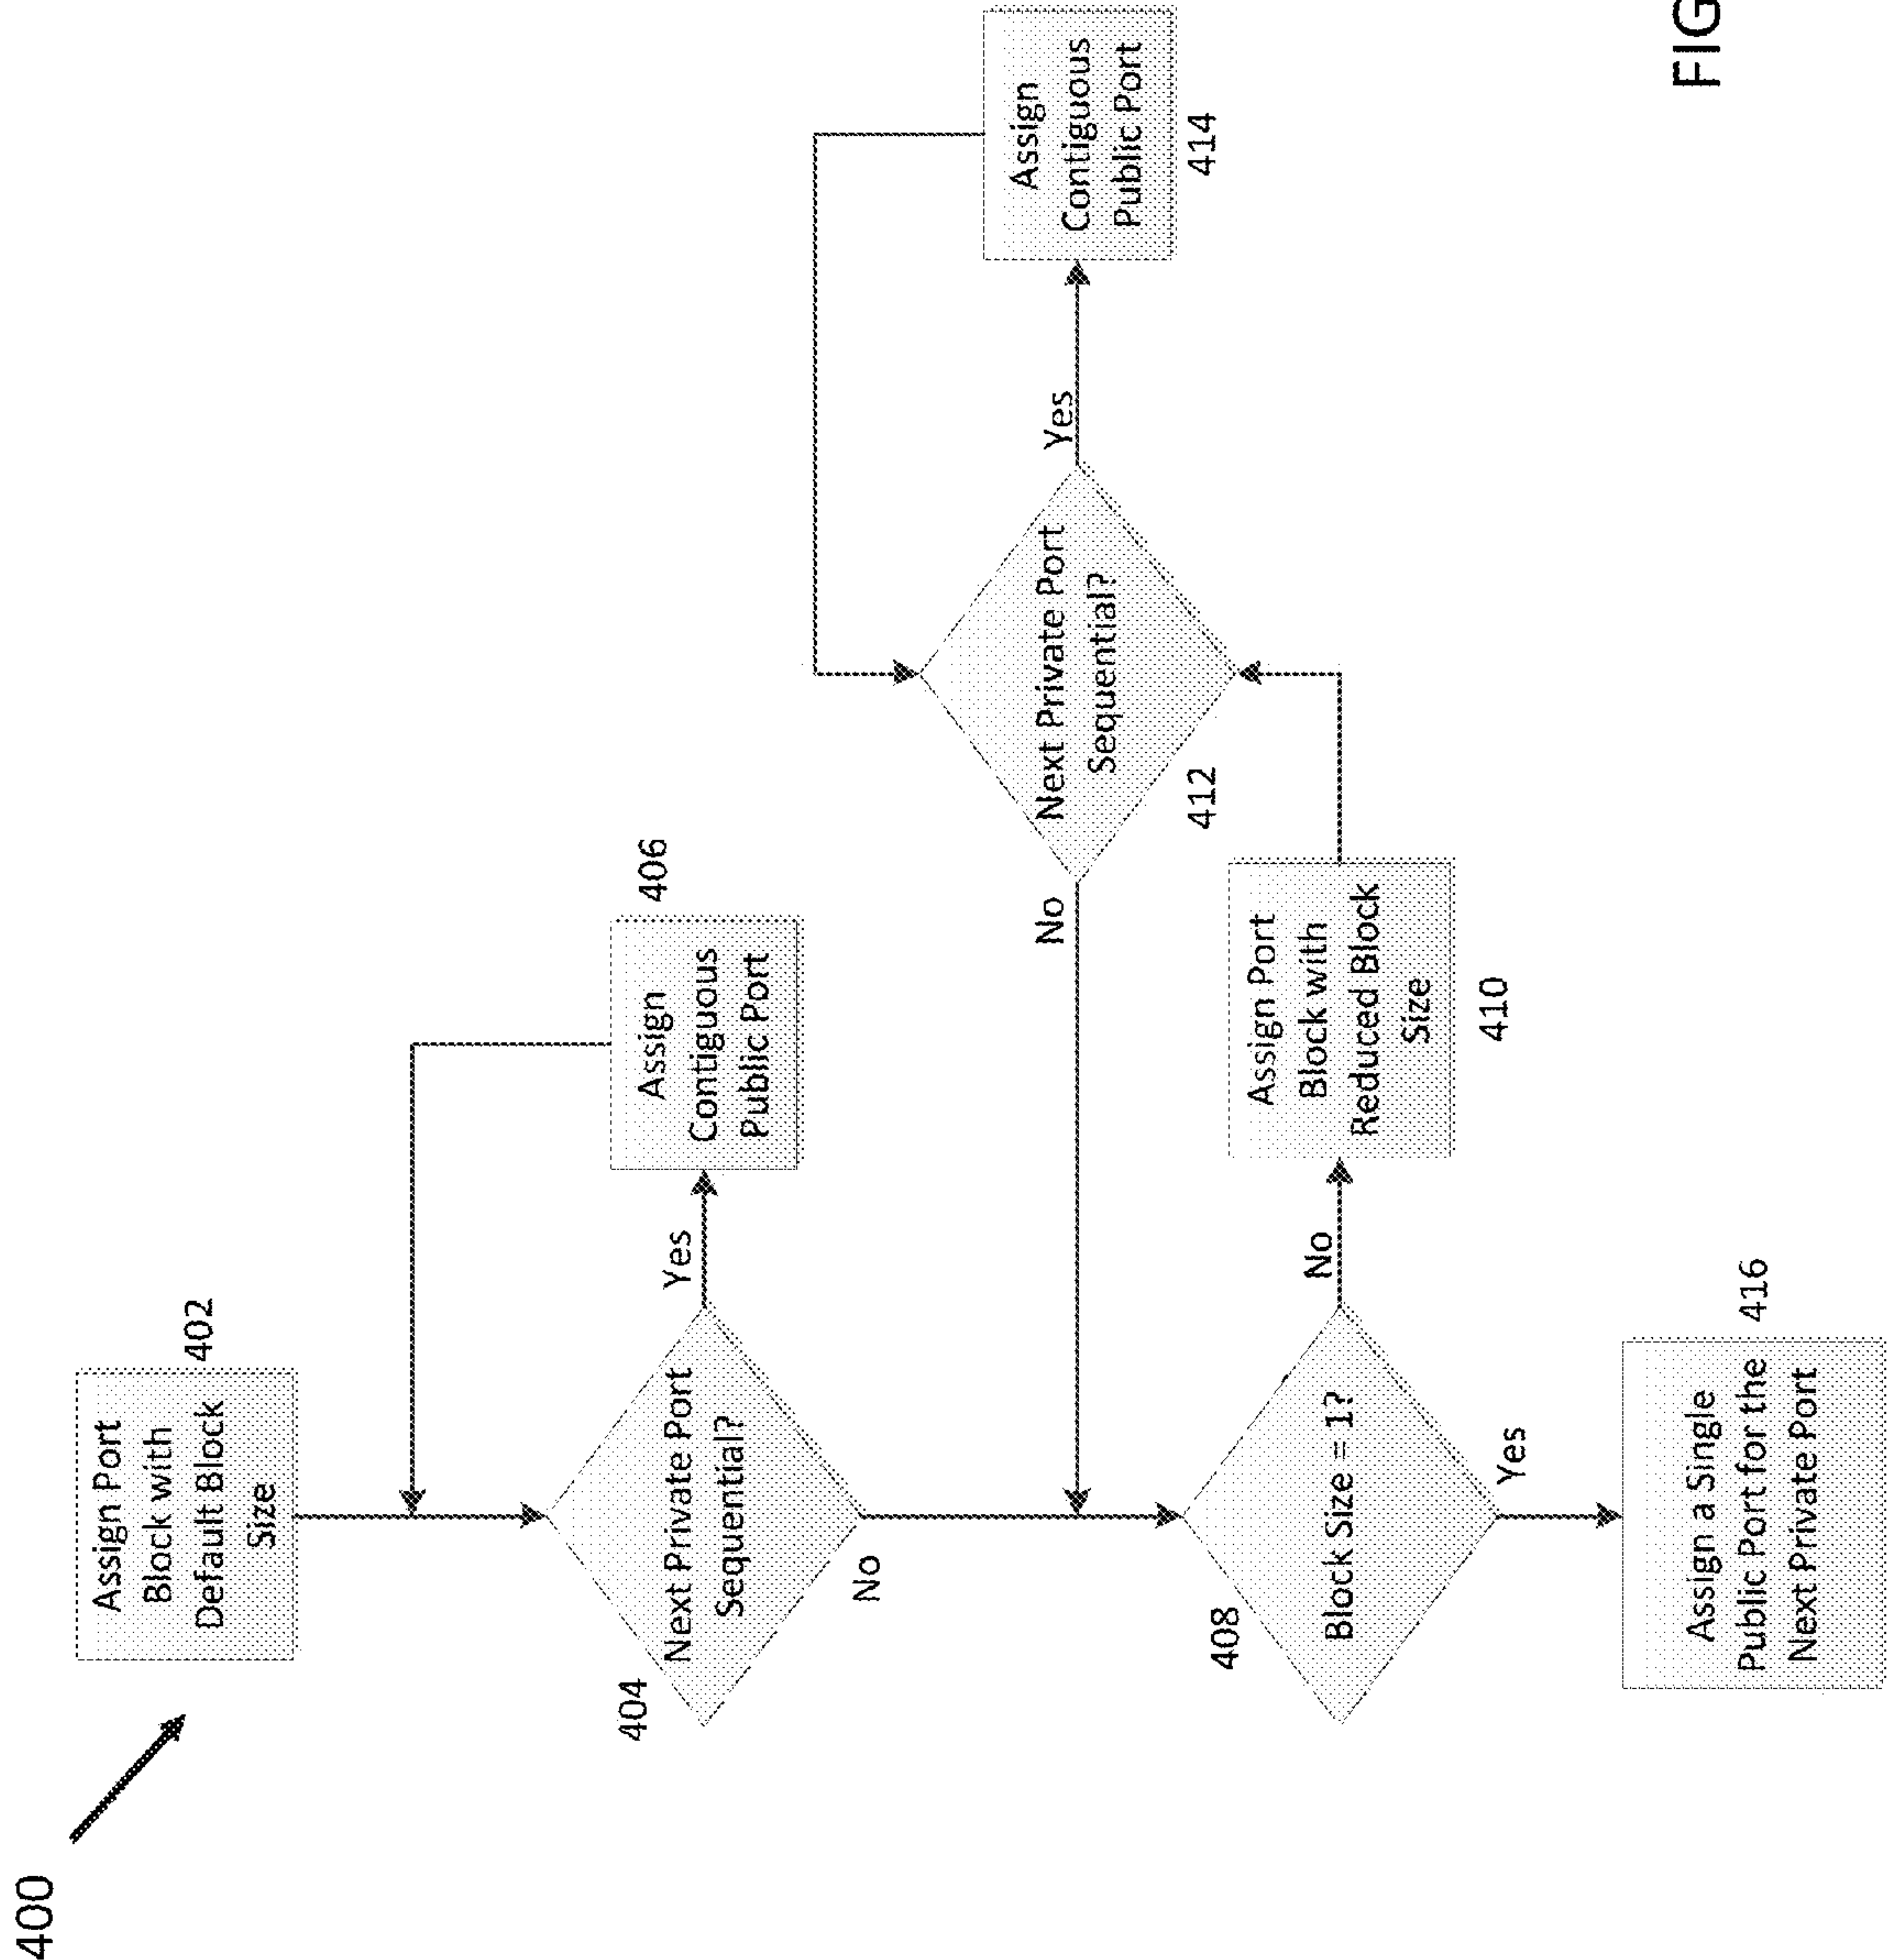 400
Assign Port
Block with
Default Block
Size
402
404
Next Private Port
Sequential?
Yes
No
Assign
Contiguous
Public Port
406
408
Block Size = 1?
No
Yes
Assign Port
Block with
Reduced Block
Size
410
412
Next Private Port
Sequential?
No
Yes
Assign
Contiguous
Public Port
414
Assign a Single
Public Port for the
Next Private Port
416
FIG